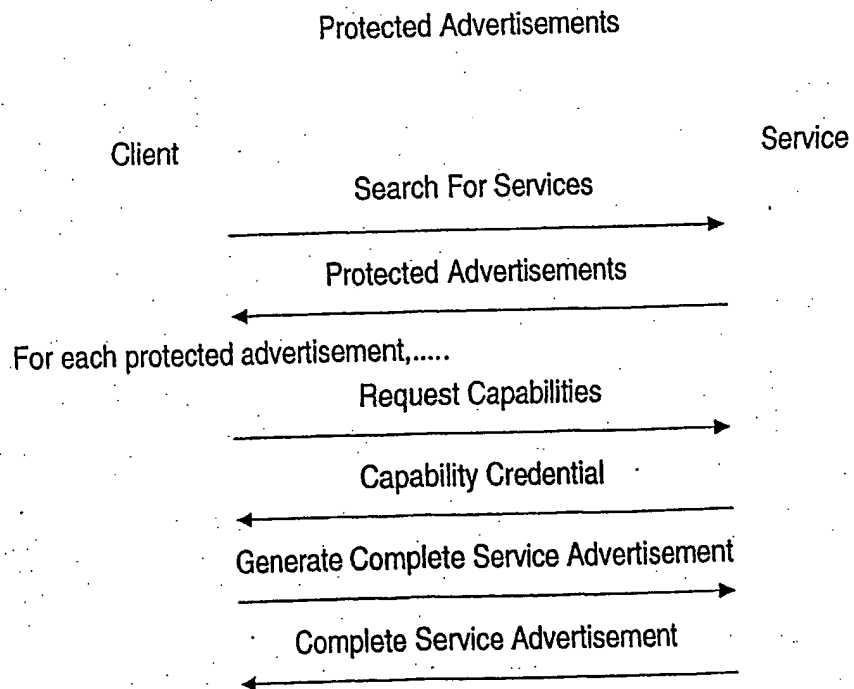 Protected Advertisements
Client
Service
Search For Services
Protected Advertisements
For each protected advertisement,.....
Request Capabilities
Capability Credential
Generate Complete Service Advertisement
Complete Service Advertisement